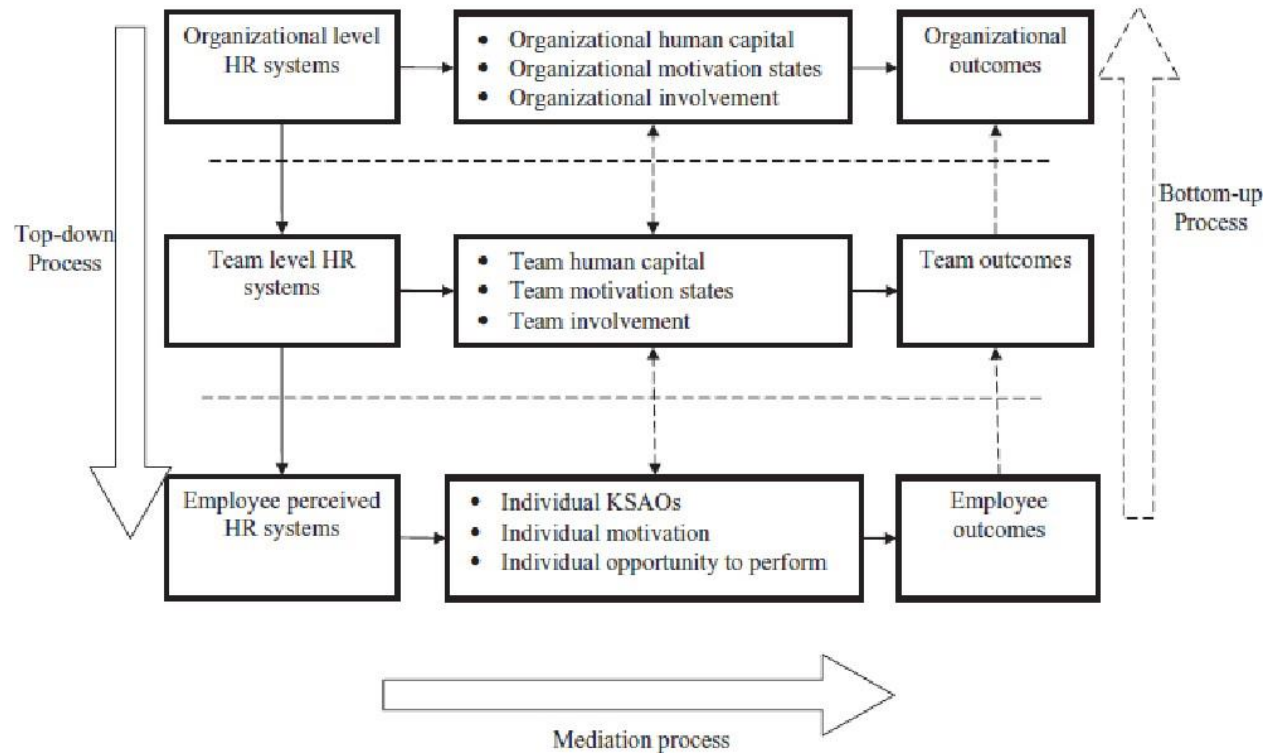 Organizational level
HR systems
• Organizational human capital
• Organizational motivation states
• Organizational involvement
Organizational
outcomes
Top-down
Process
Bottom-up
Process
Team level HR
systems
• Team human capital
• Team motivation states
• Team involvement
Team outcomes
Employee perceived
HR systems
• Individual KSAOs
• Individual motivation
• Individual opportunity to perform
Employee
outcomes
Mediation process